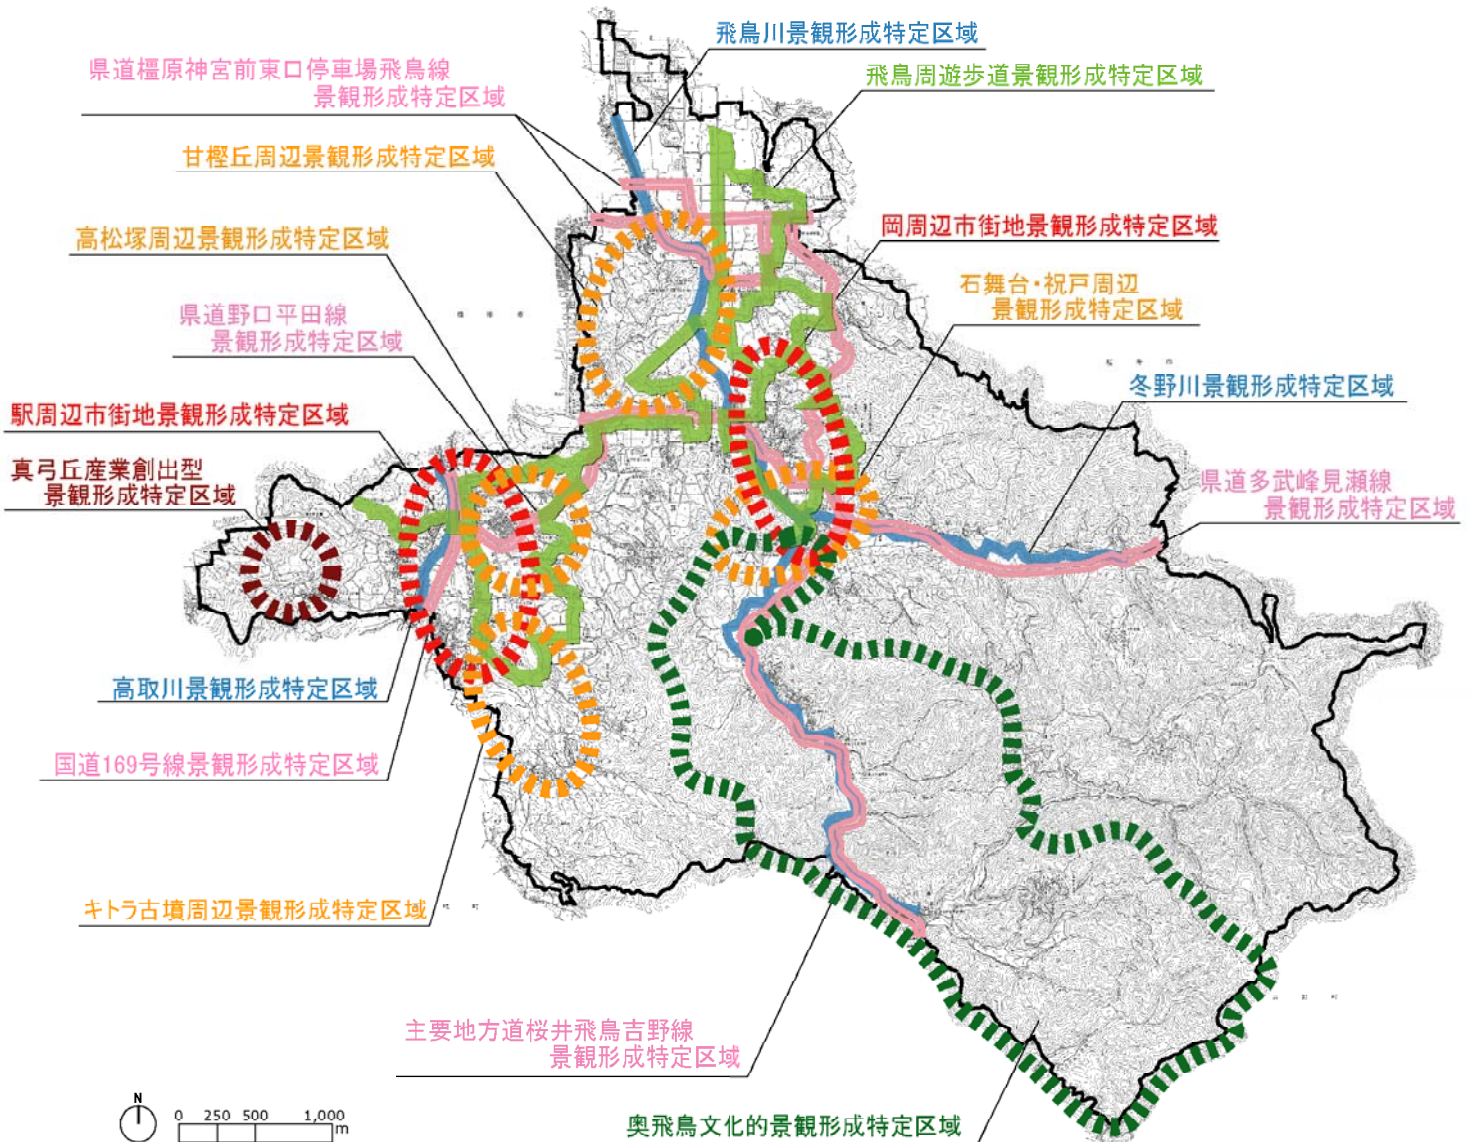 飛鳥川景観形成特定区域
県道橿原神宮前東口停車場飛鳥線
景観形成特定区域
飛鳥周遊歩道景観形成特定区域
甘樫丘周辺景観形成特定区域
高松塚周辺景観形成特定区域
岡周辺市街地景観形成特定区域
石舞台・祝戸周辺
景観形成特定区域
県道野口平田線
景観形成特定区域
冬野川景観形成特定区域
駅周辺市街地景観形成特定区域
真弓丘産業創出型
景観形成特定区域
県道多武峰見瀬線
景観形成特定区域
高取川景観形成特定区域
国道169号線景観形成特定区域
キトラ古墳周辺景観形成特定区域
主要地方道桜井飛鳥吉野線
景観形成特定区域
奥飛鳥文化的景観形成特定区域
N
0 250 500 1,000
m